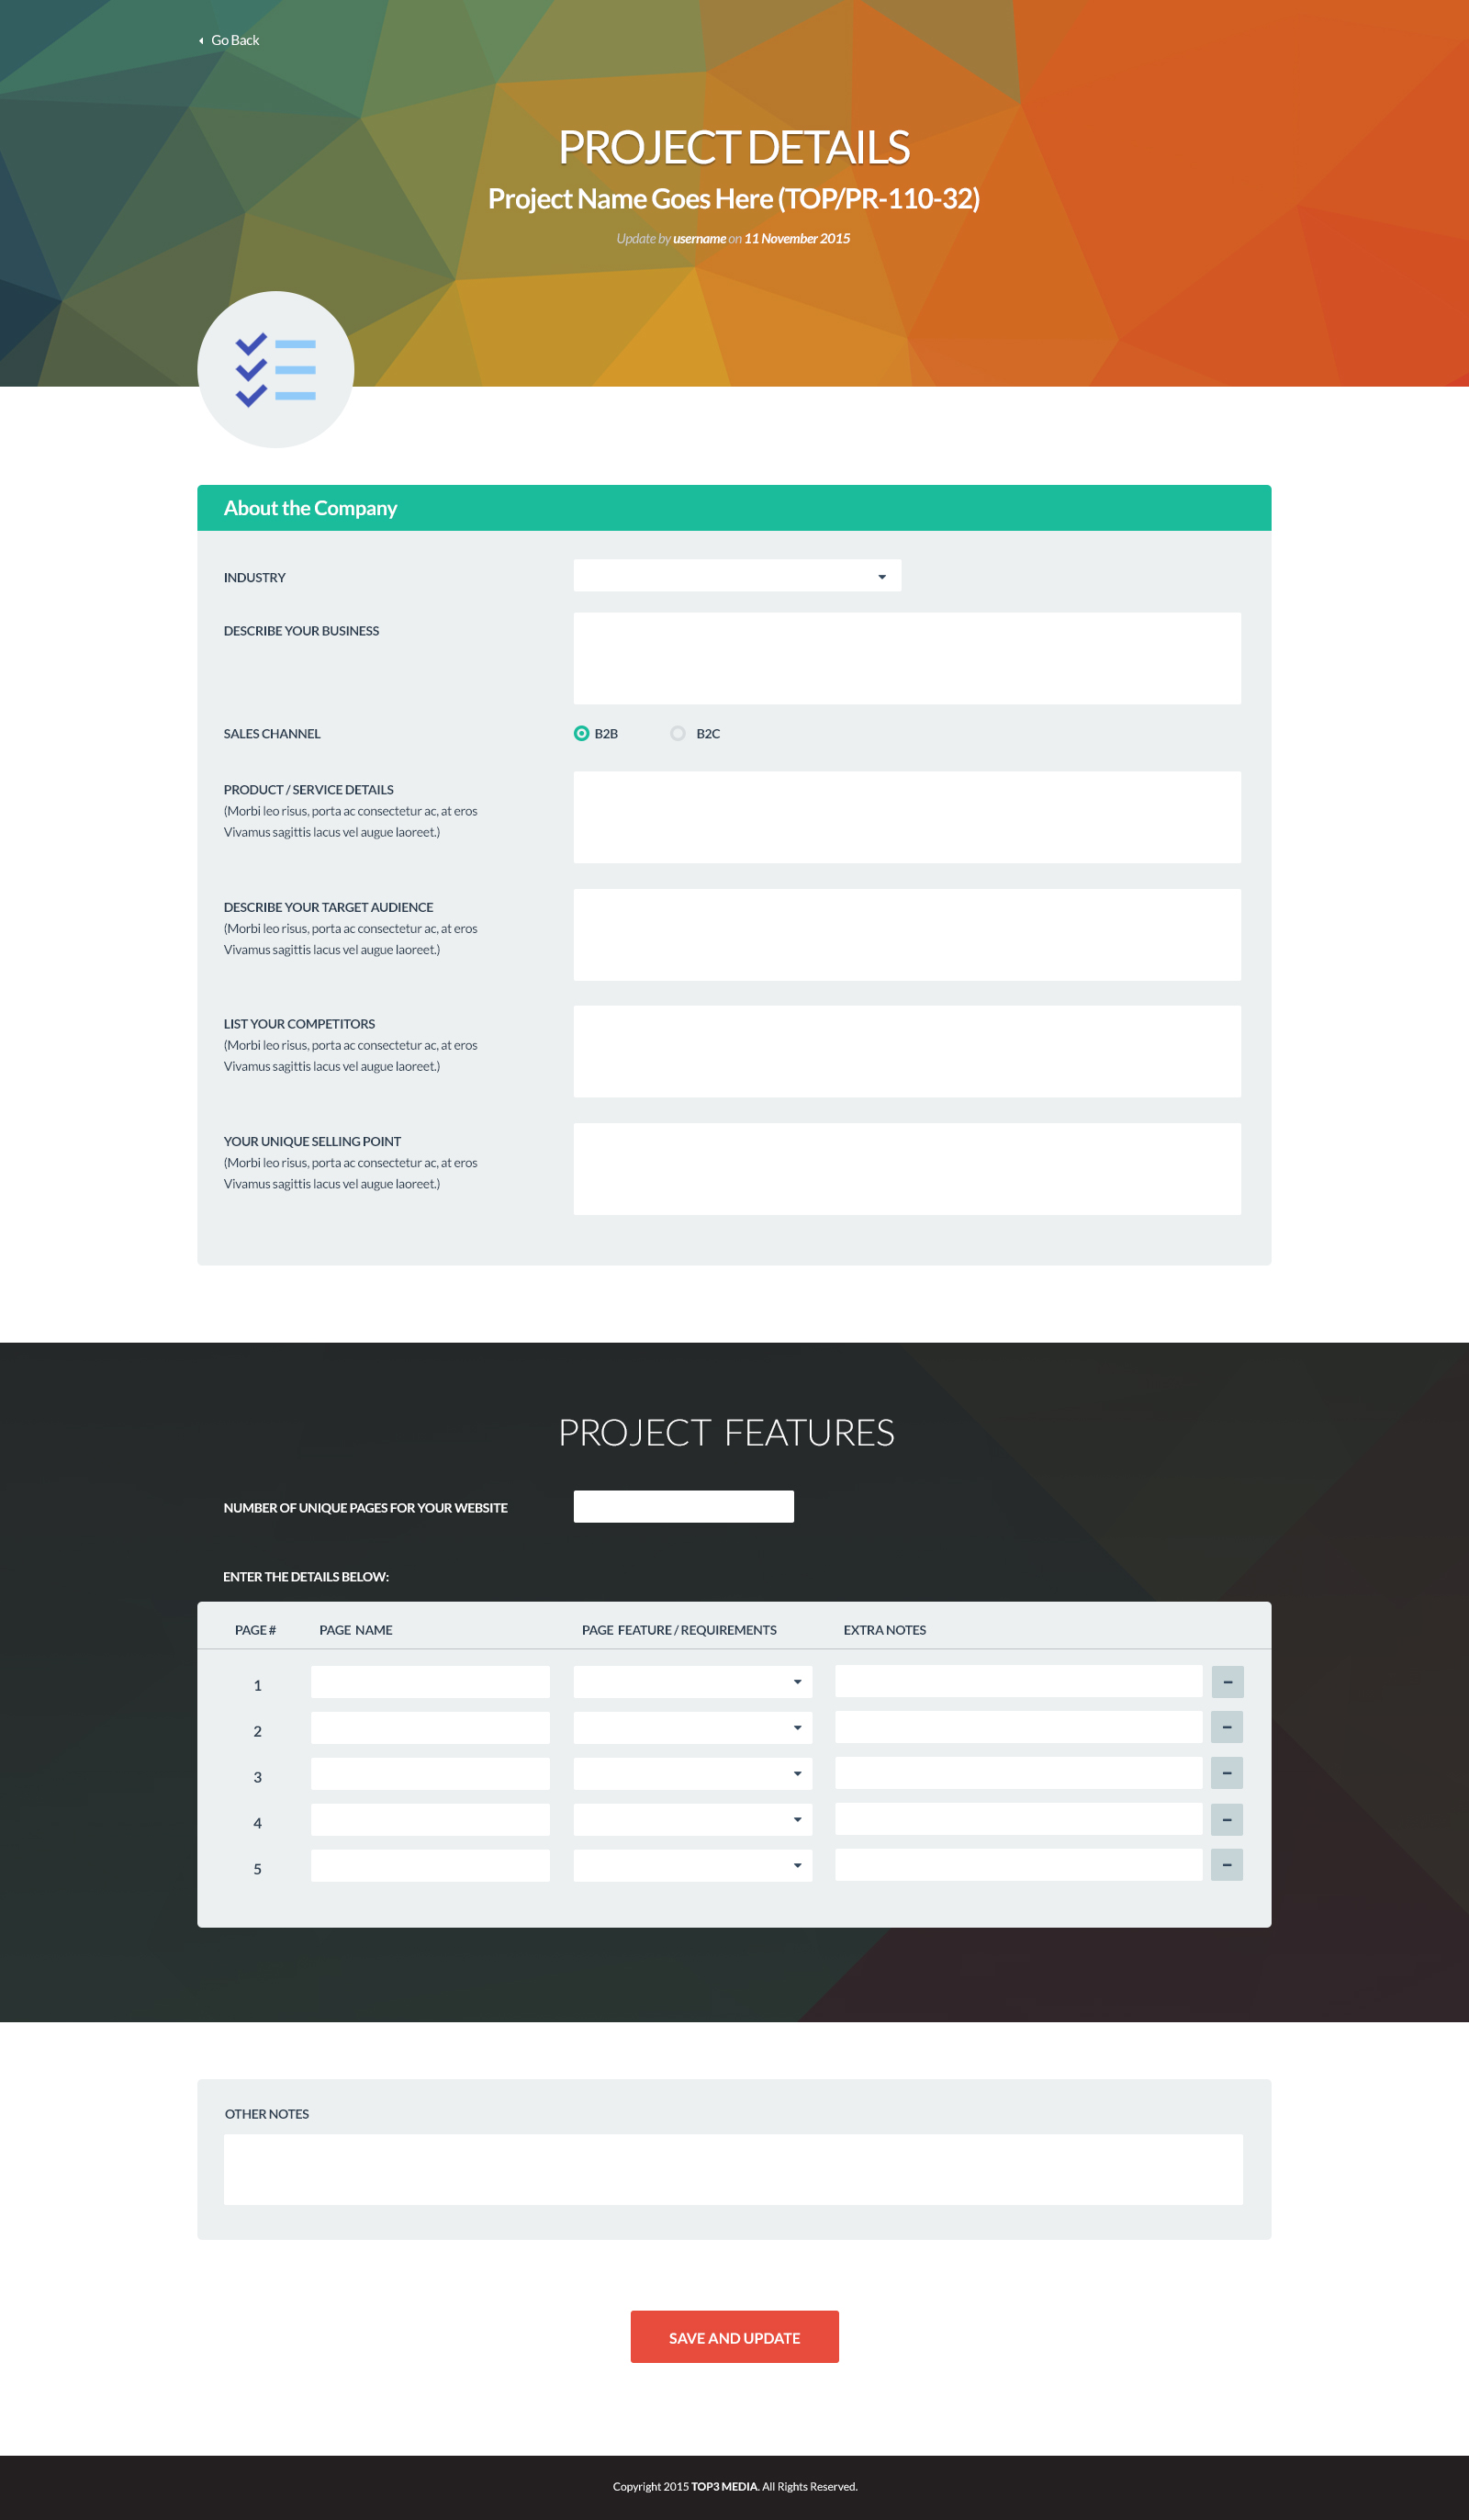 Go Back
PROJECT DETAILS
Project Name Goes Here (TOP/PR-110-32)
Update by username on 11 November 2015
About the Company
INDUSTRY
DESCRIBE YOUR BUSINESS
SALES CHANNEL
B2B
B2C
PRODUCT / SERVICE DETAILS
(Morbi leo risus, porta ac consectetur ac, at eros
Vivamus sagittis lacus vel augue laoreet.)
DESCRIBE YOUR TARGET AUDIENCE
(Morbi leo risus, porta ac consectetur ac, at eros
Vivamus sagittis lacus vel augue laoreet.)
LIST YOUR COMPETITORS
(Morbi leo risus, porta ac consectetur ac, at eros
Vivamus sagittis lacus vel augue laoreet.)
YOUR UNIQUE SELLING POINT
(Morbi leo risus, porta ac consectetur ac, at eros
Vivamus sagittis lacus vel augue laoreet.)
PROJECT FEATURES
NUMBER OF UNIQUE PAGES FOR YOUR WEBSITE
ENTER THE DETAILS BELOW:
PAGE # PAGE NAME PAGE FEATURE / REQUIREMENTS EXTRA NOTES
1
2
3
4
5
OTHER NOTES
SAVE AND UPDATE
Copyright 2015 TOP3 MEDIA. All Rights Reserved.